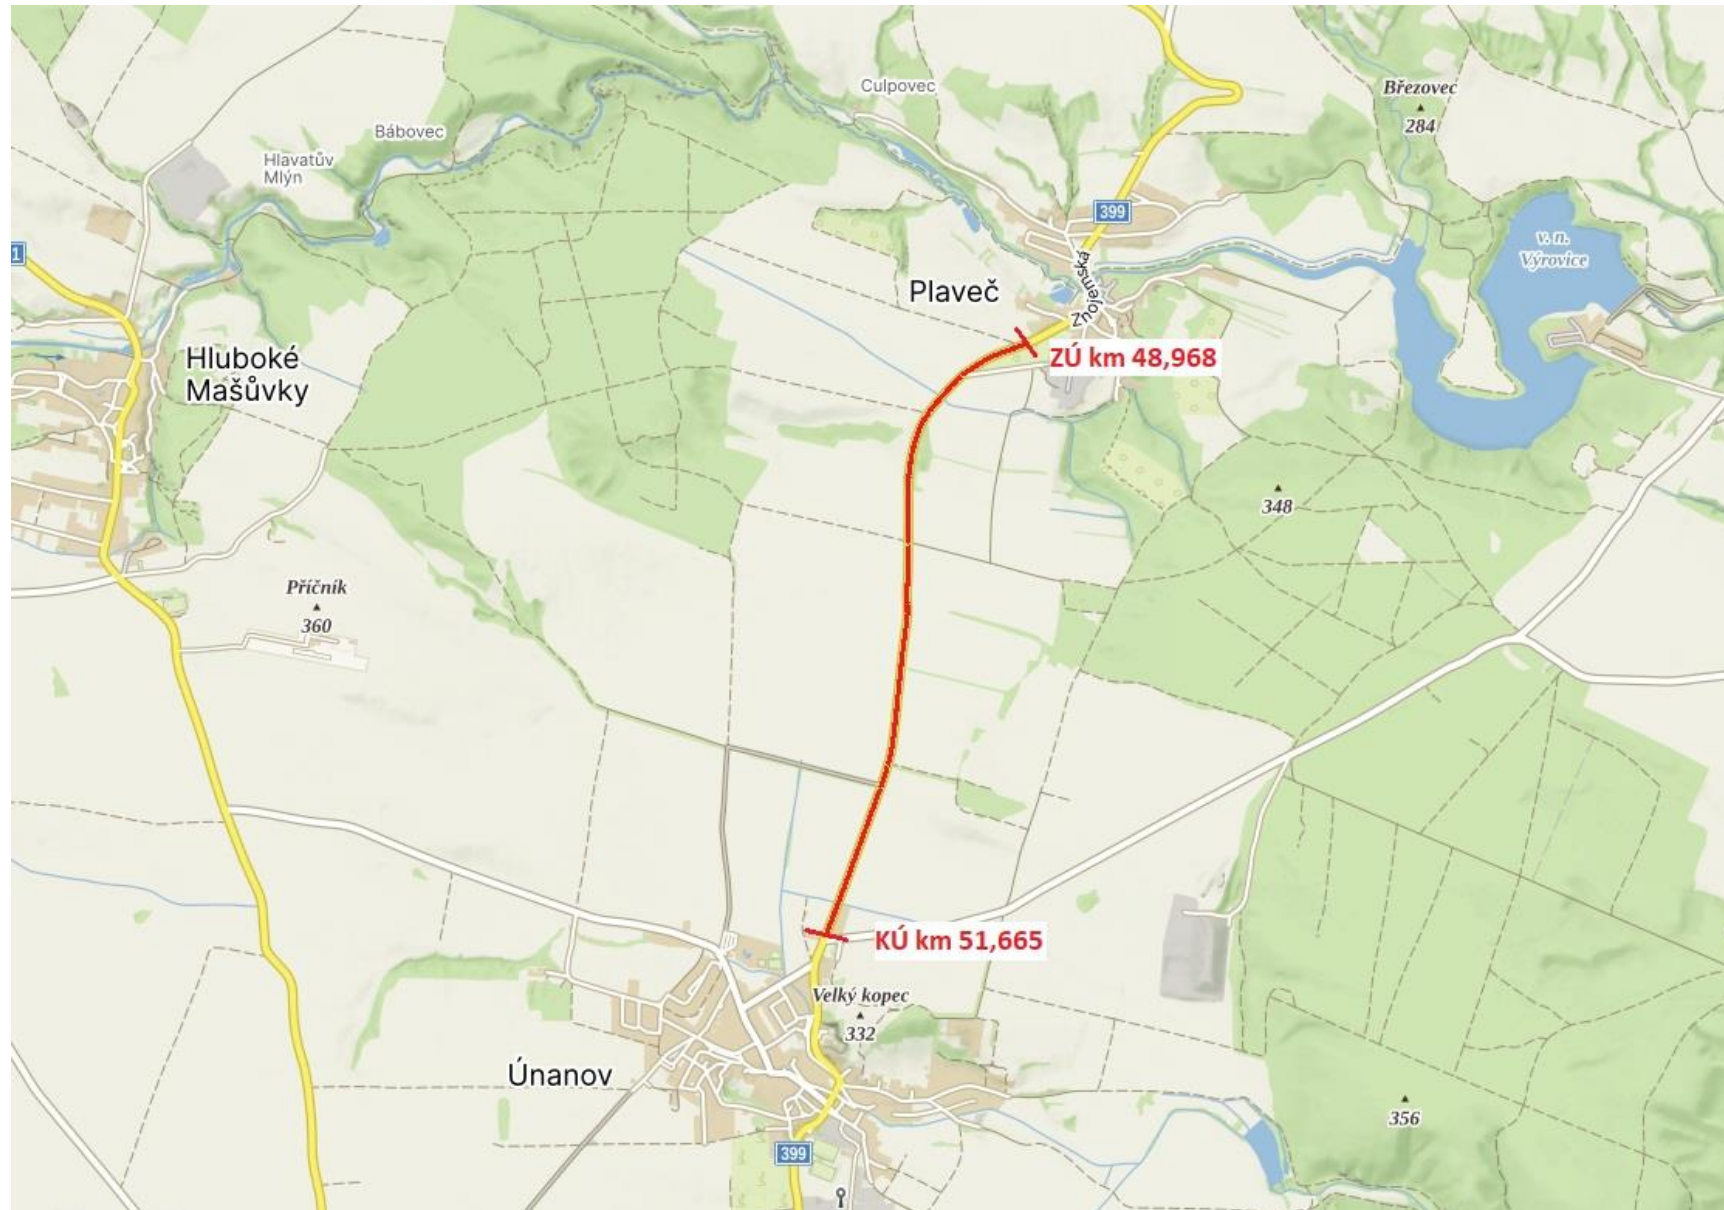 Culpovec
Březovec
284
Bábovec
Hlavatův
Mlýn
399
1
v. n.
Výrovice
Znojemská
Plaveč
ZÚ km 48,968
Hluboké
Mašůvky
348
Příčník
360
KÚ km 51,665
Velký kopec
332
Únanov
356
399